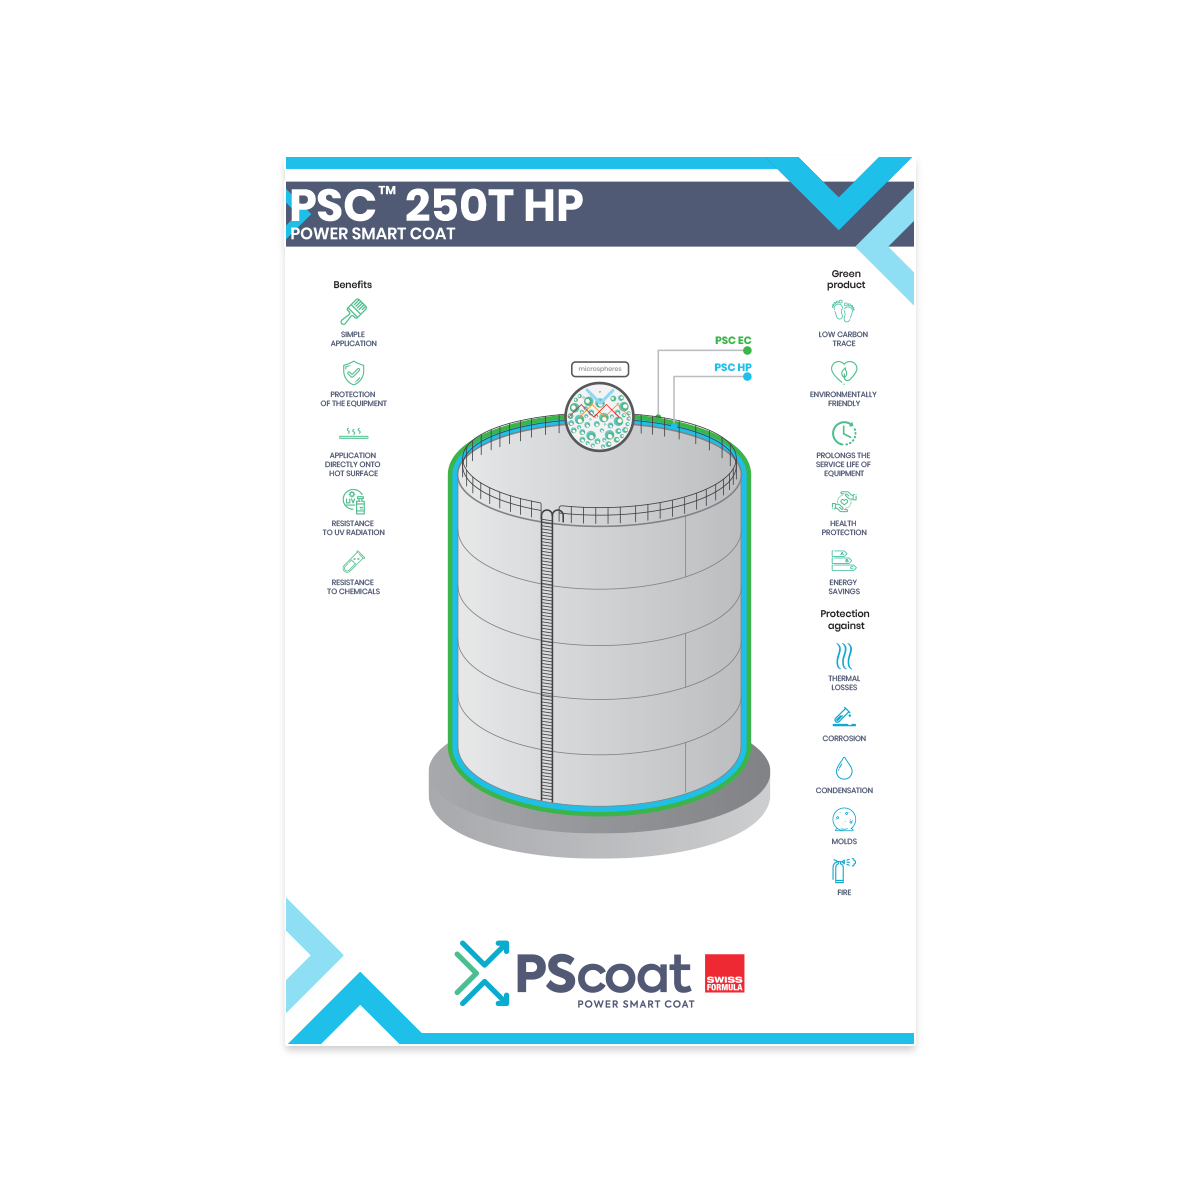 PSC™ 250T HP
POWER SMART COAT
Benefits
SIMPLE
APPLICATION
PROTECTION
OF THE EQUIPMENT
APPLICATION
DIRECTLY ONTO
HOT SURFACE
UV
RESISTANCE
TO UV RADIATION
RESISTANCE
TO CHEMICALS
PSC EC
PSC HP
microspheres
Green
product
LOW CARBON
TRACE
ENVIRONMENTALLY
FRIENDLY
PROLONGS THE
SERVICE LIFE OF
EQUIPMENT
HEALTH
PROTECTION
ENERGY
SAVINGS
Protection
against
THERMAL
LOSSES
CORROSION
CONDENSATION
MOLDS
FIRE
PScoat
POWER SMART COAT
SWISS
FORMULA